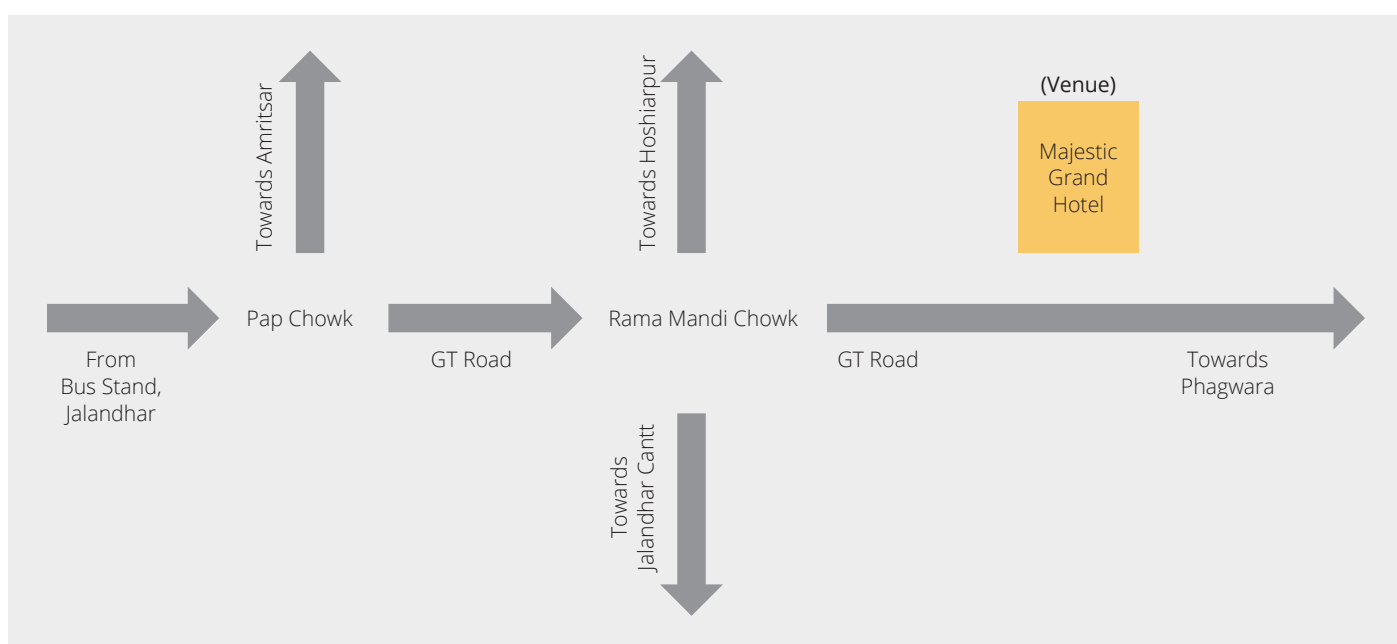 Towards Amritsar
Towards Hoshiarpur
(Venue)
Majestic
Grand
Hotel
Pap Chowk
Rama Mandi Chowk
From
Bus Stand,
Jalandhar
GT Road
GT Road
Towards
Phagwara
Towards
Jalandhar Cantt